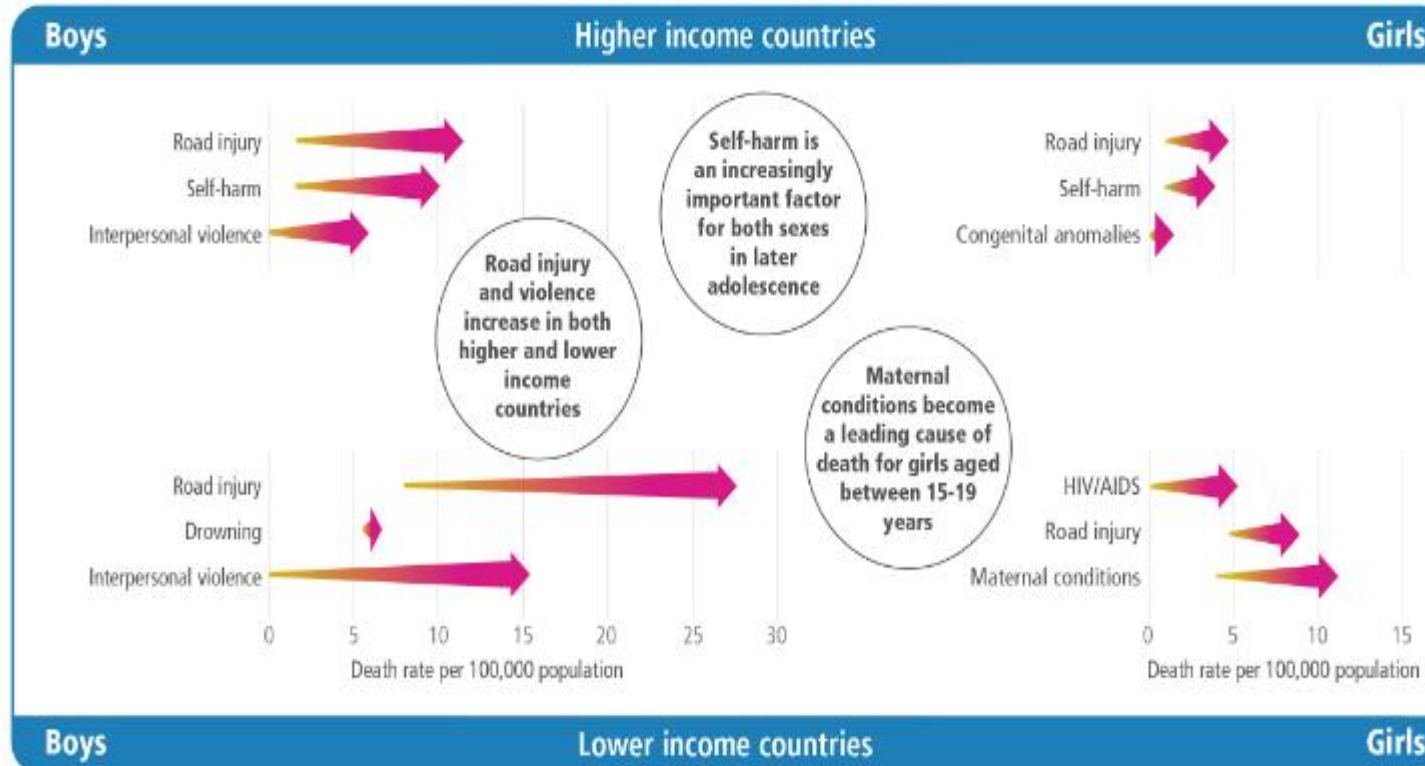 Boys Higher income countries Girls
Road injury
Self-harm
Interpersonal violence
Self-harm is
an increasingly
important factor
for both sexes
in later
adolescence
Road injury
Self-harm
Congenital anomalies
Road injury
and violence
increase in both
higher and lower
income
countries
Maternal
conditions become
a leading cause of
death for girls aged
between 15-19
years
Road injury
Drowning
Interpersonal violence
0 5 10 15 20 25 30
Death rate per 100,000 population
HIV/AIDS
Road injury
Maternal conditions
0 5 10 15
Death rate per 100,000 population
Boys Lower income countries Girls